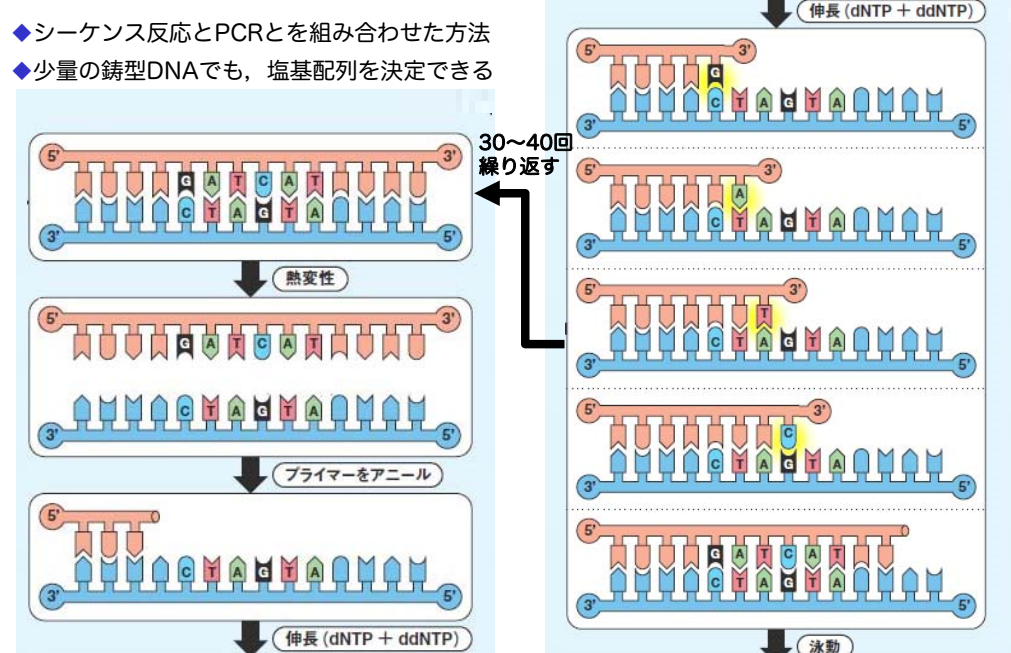 ◆シーケンス反応とPCRとを組み合わせた方法
◆少量の鋳型DNAでも，塩基配列を決定できる
5' 3'
G A T C A T
C T A G T A
3' 5'
熱変性
5' 3'
G A T C A T
C T A G T A
3' 5'
プライマーをアニール
5'
C T A G T A
3' 5'
伸長(dNTP + ddNTP)
30〜40回
繰り返す
伸長(dNTP + ddNTP)
5' 3'
G
C T A G T A
3' 5'
5' 3'
A
C T A G T A
3' 5'
5' 3'
T
C T A G T A
3' 5'
5' 3'
C
C T A G T A
3' 5'
5'
G A T C A T
C T A G T A
3' 5'
泳動